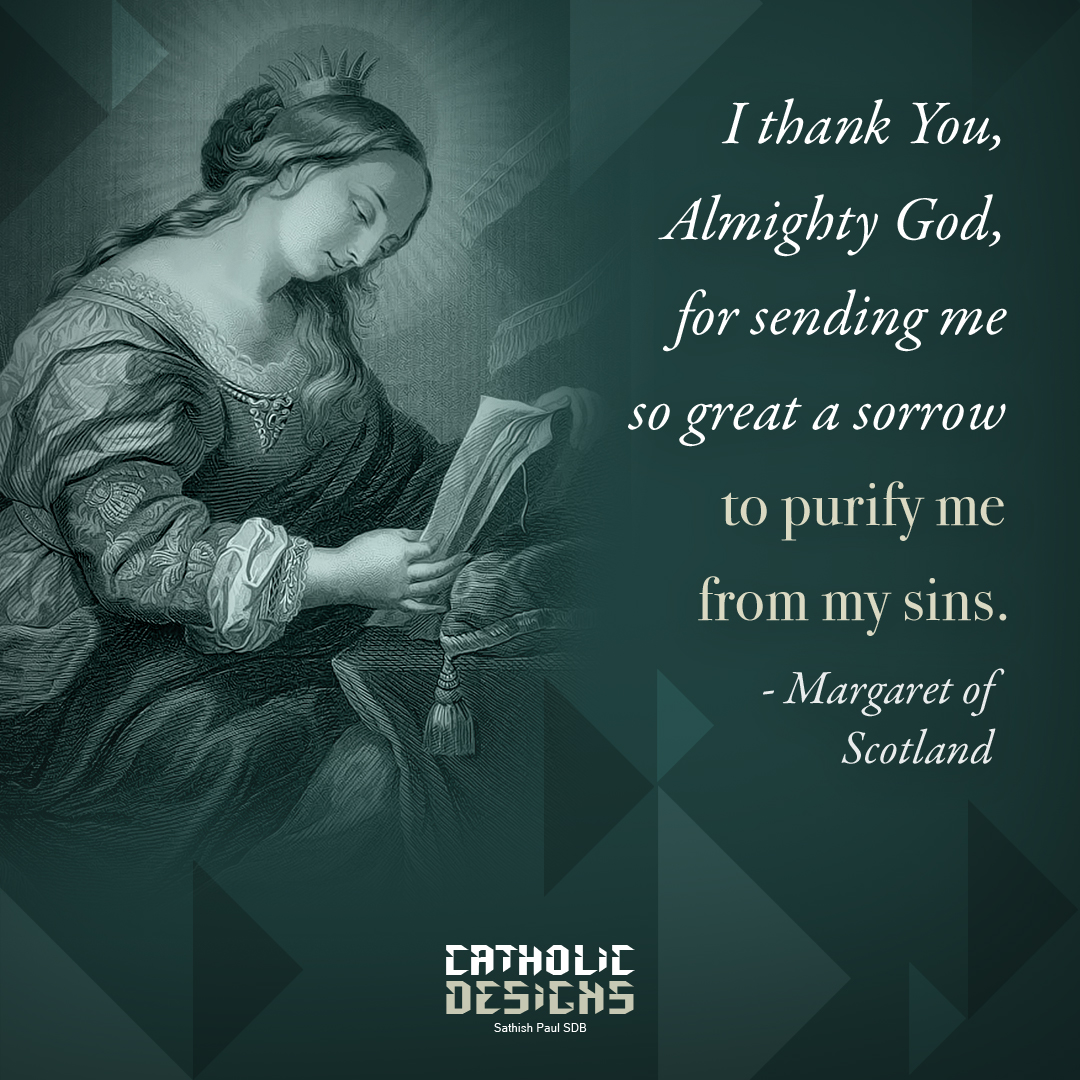 I thank You,
Almighty God,
for sending me
so great a sorrow
to purify me
from my sins.
- Margaret of
Scotland
CATHOLIC
DESIGNS
Sathish Paul SDB